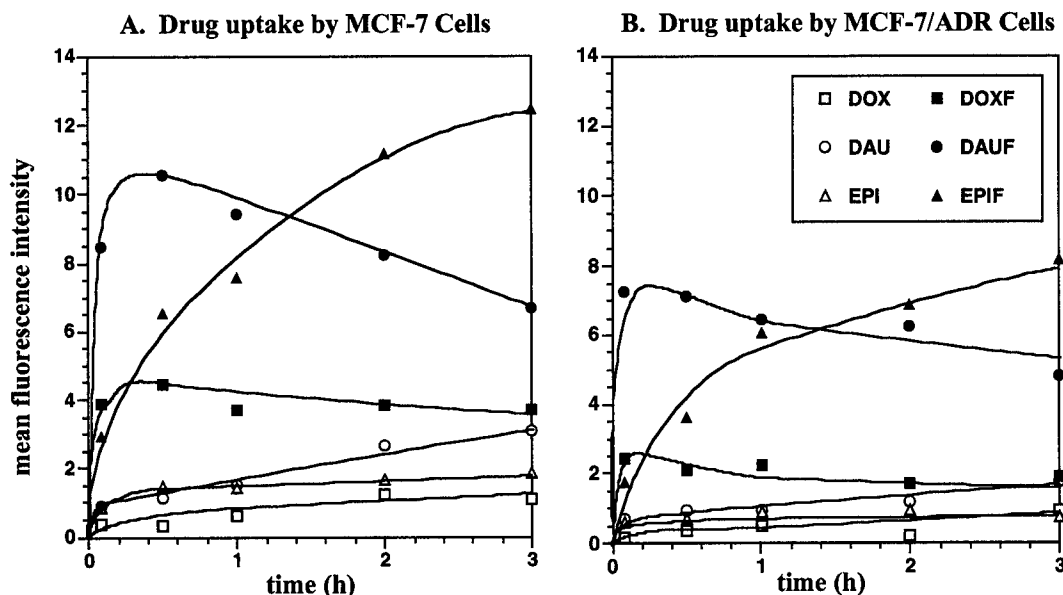 A. Drug uptake by MCF-7 Cells
B. Drug uptake by MCF-7/ADR Cells
mean fluorescence intensity
14
12
10
8
6
4
2
0
0 1 2 3
time (h)
14
12
10
8
6
4
2
0
0 1 2 3
time (h)
DOX DOXF
DAU DAUF
EPI EPIF